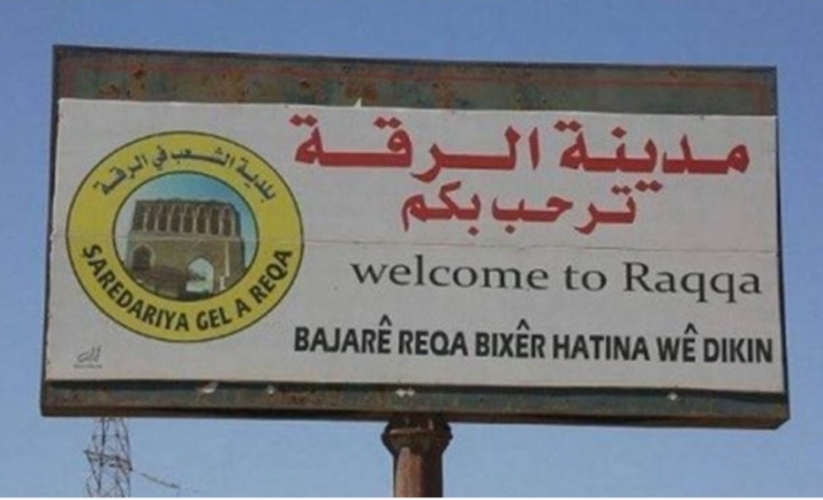 مدينة الرقة
ترحب بكم
welcome to Raqqa
BAJARÊ REQA BIXÊR HATINA WÊ DIKIN
بلدية الشعب في الرقة
ŞAREDARIYA GEL A REQA